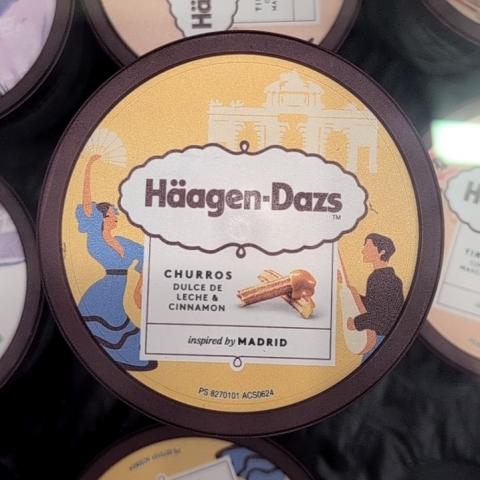 Häagen-Dazs
TM
CHURROS
DULCE DE
LECHE &
CINNAMON
inspired by MADRID
PS 8270101 ACS0624